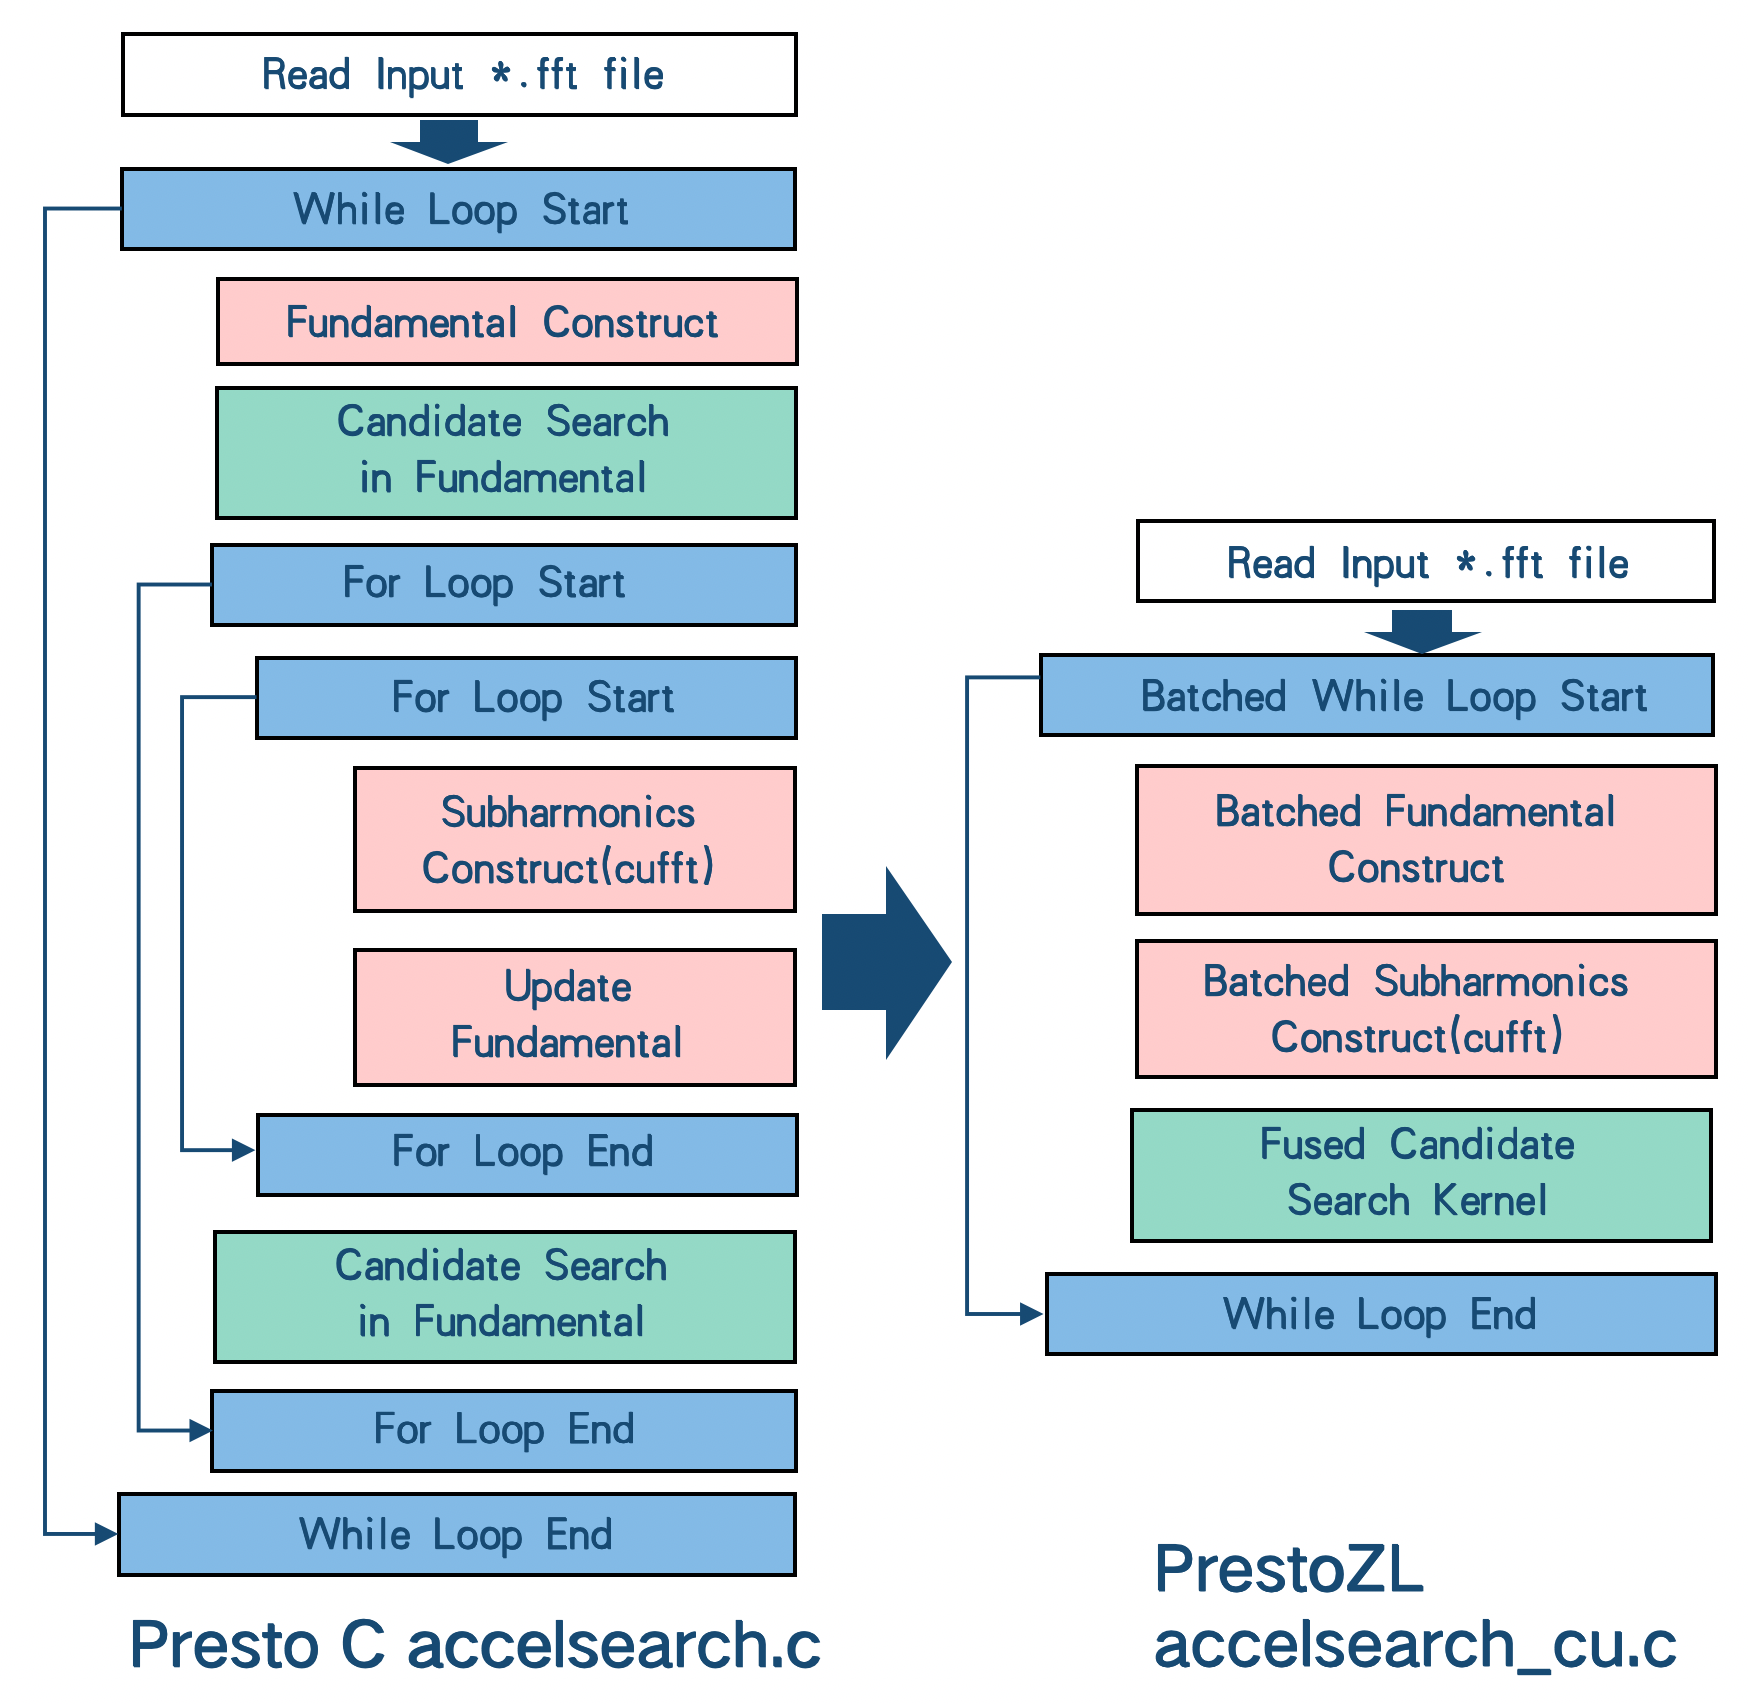 Read Input *.fft file
While Loop Start
Fundamental Construct
Candidate Search
in Fundamental
For Loop Start
For Loop Start
Subharmonics
Construct(cufft)
Update
Fundamental
For Loop End
Candidate Search
in Fundamental
For Loop End
While Loop End
Presto C accelsearch.c
Read Input *.fft file
Batched While Loop Start
Batched Fundamental
Construct
Batched Subharmonics
Construct(cufft)
Fused Candidate
Search Kernel
While Loop End
PrestoZL
accelsearch_cu.c